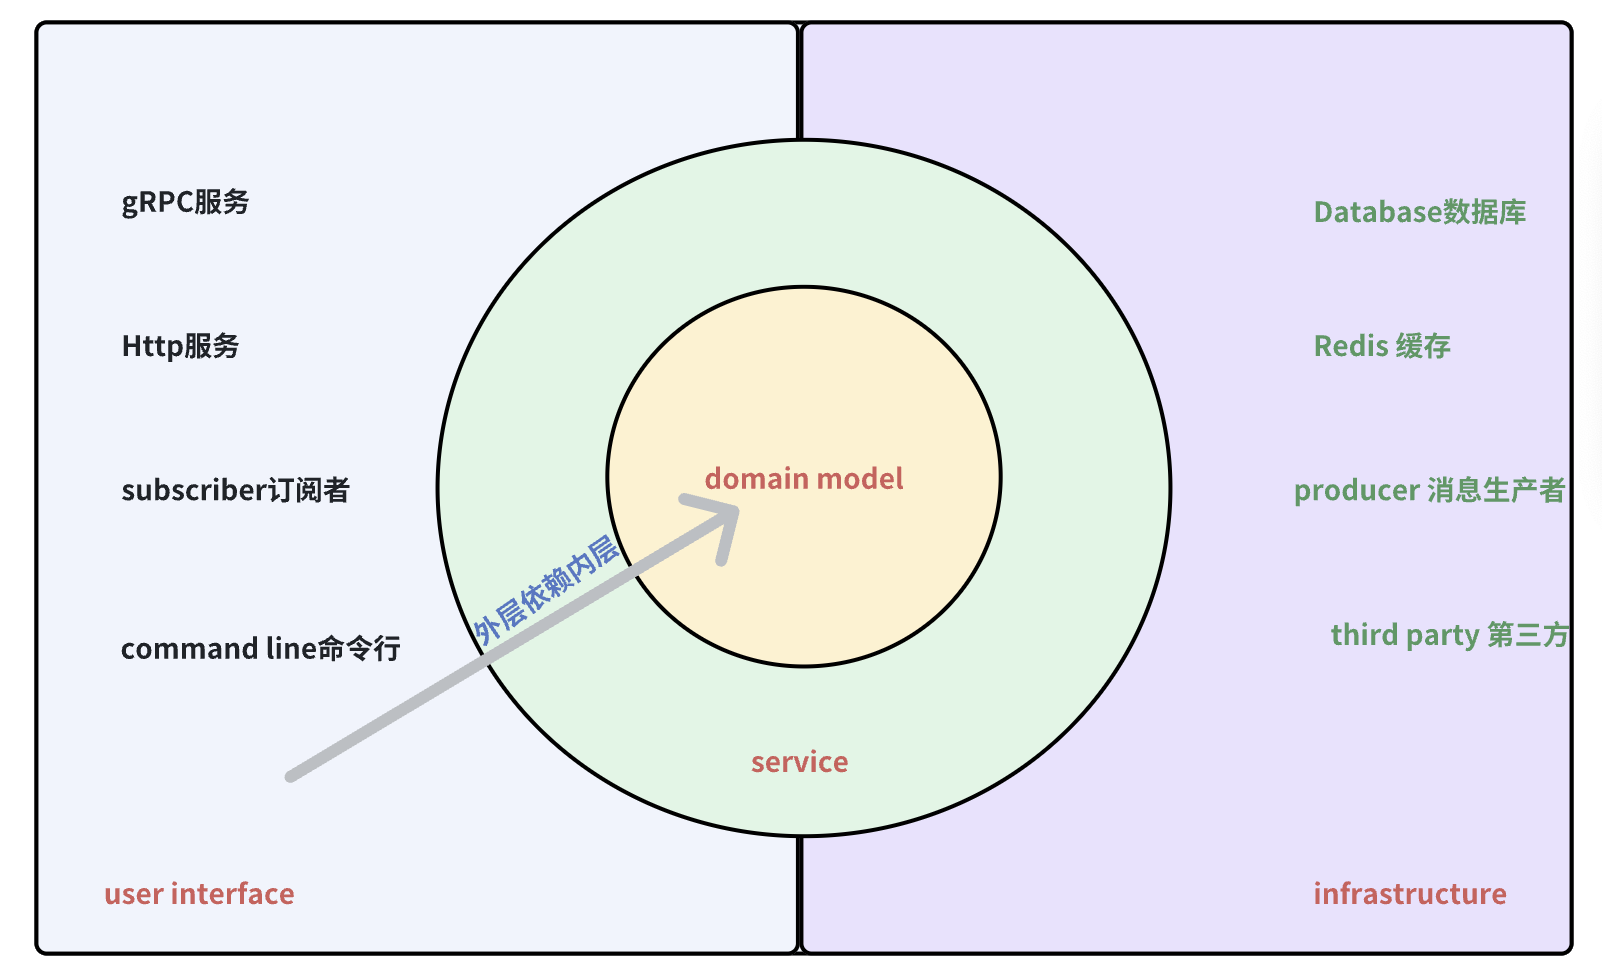 gRPC服务
Http服务
subscriber订阅者
command line命令行
user interface
domain model
外层依赖内层
service
Database数据库
Redis 缓存
producer 消息生产者
third party 第三方
infrastructure